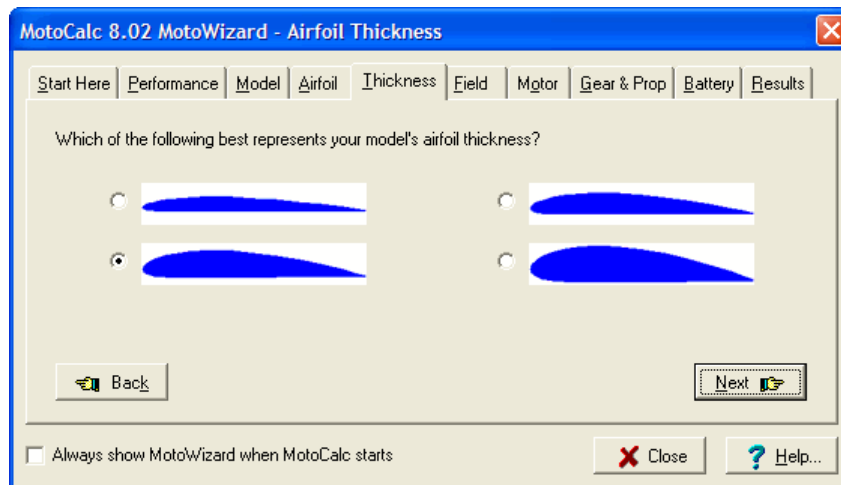 MotoCalc 8.02 MotoWizard - Airfoil Thickness
Start Here Performance Model Airfoil Thickness Field Motor Gear & Prop Battery Results
Which of the following best represents your model's airfoil thickness?
Back Next
Always show MotoWizard when MotoCalc starts Close Help...